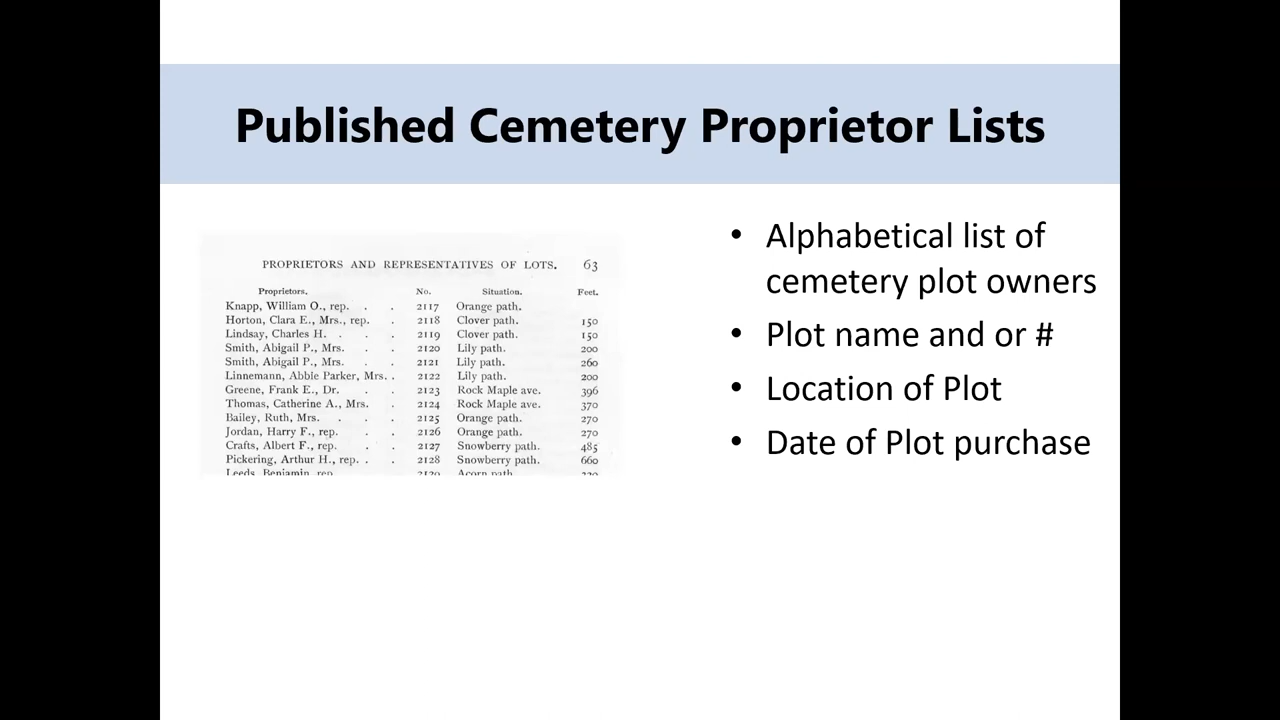 Published Cemetery Proprietor Lists
PROPRIETORS AND REPRESENTATIVES OF LOTS. 63
Proprietors. No. Situation. Feet.
Knapp, William O., rep. . . 2117 Orange path.
Horton, Clara E., Mrs., rep. . 2118 Clover path. 150
Lindsay, Charles H. . . . 2119 Clover path. 150
Smith, Abigail P., Mrs. . . 2120 Lily path. 200
Smith, Abigail P., Mrs. . . 2121 Lily path. 260
Linnemann, Abbie Parker, Mrs. . 2122 Lily path. 200
Greene, Frank E., Dr. . . 2123 Rock Maple ave. 396
Thomas, Catherine A., Mrs. . 2124 Rock Maple ave. 370
Bailey, Ruth, Mrs. . . . 2125 Orange path. 270
Jordan, Harry F., rep. . . 2126 Orange path. 270
Crafts, Albert F., rep. . . 2127 Snowberry path. 485
Pickering, Arthur H., rep. . . 2128 Snowberry path. 660
Leeds, Benjamin, rep. 2129 Acorn path.
• Alphabetical list of
cemetery plot owners
• Plot name and or #
• Location of Plot
• Date of Plot purchase